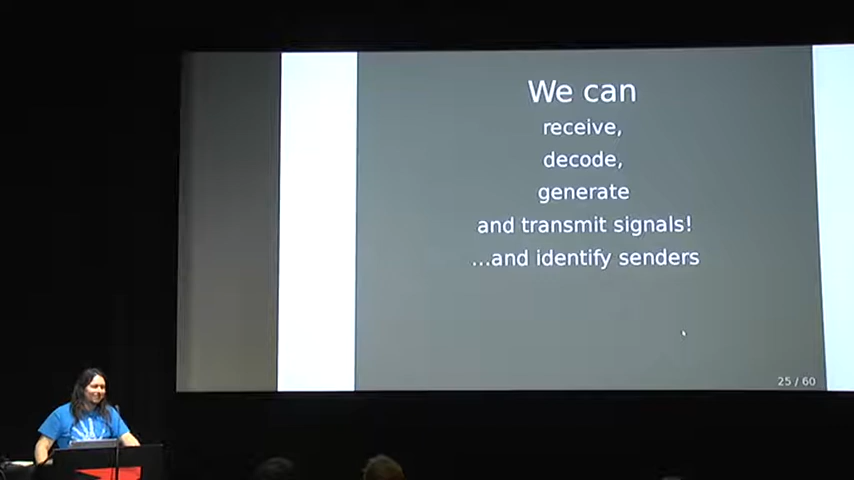 We can
receive,
decode,
generate
and transmit signals!
...and identify senders
25 / 60